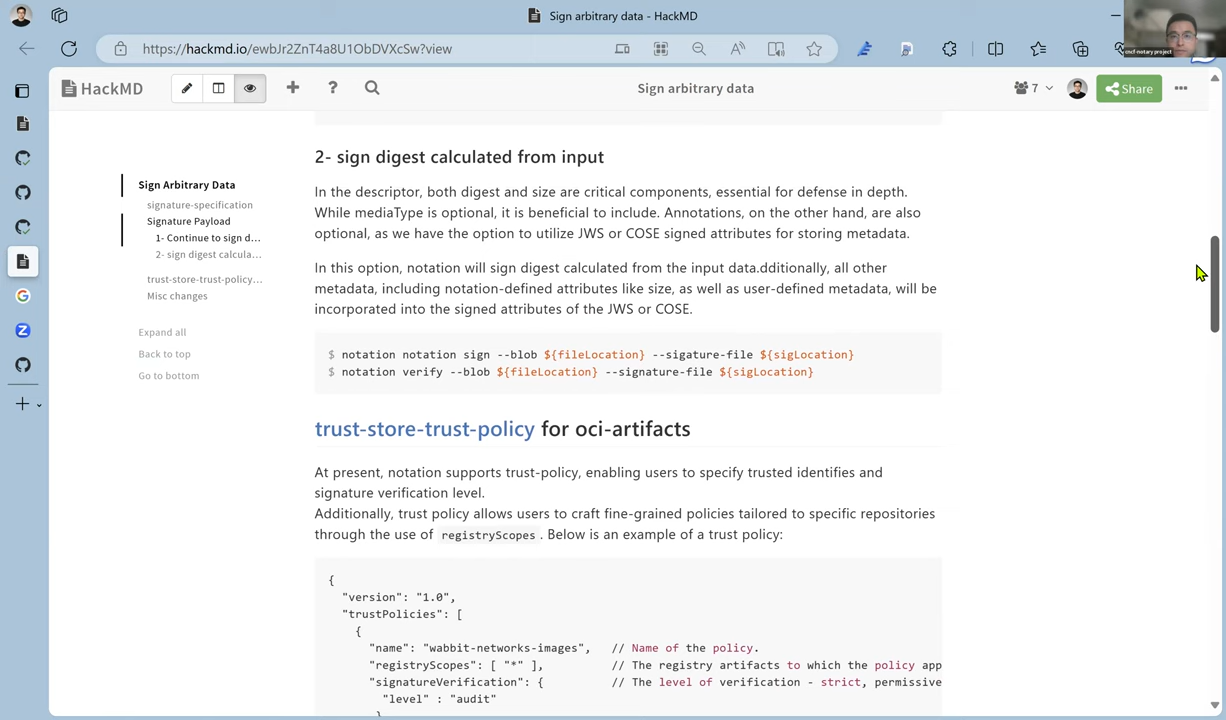 Sign arbitrary data - HackMD
https://hackmd.io/ewbJr2ZnT4a8U1ObDVXcSw?view
cncf-notary project
HackMD
Sign arbitrary data
7
Share
2- sign digest calculated from input
In the descriptor, both digest and size are critical components, essential for defense in depth.
While mediaType is optional, it is beneficial to include. Annotations, on the other hand, are also
optional, as we have the option to utilize JWS or COSE signed attributes for storing metadata.
In this option, notation will sign digest calculated from the input data.dditionally, all other
metadata, including notation-defined attributes like size, as well as user-defined metadata, will be
incorporated into the signed attributes of the JWS or COSE.
$ notation notation sign --blob ${fileLocation} --sigature-file ${sigLocation}
$ notation verify --blob ${fileLocation} --signature-file ${sigLocation}
trust-store-trust-policy for oci-artifacts
At present, notation supports trust-policy, enabling users to specify trusted identifies and
signature verification level.
Additionally, trust policy allows users to craft fine-grained policies tailored to specific repositories
through the use of registryScopes . Below is an example of a trust policy:
{
"version": "1.0",
"trustPolicies": [
{
"name": "wabbit-networks-images", // Name of the policy.
"registryScopes": [ "*" ], // The registry artifacts to which the policy app
"signatureVerification": { // The level of verification - strict, permissive
"level" : "audit"
}
Sign Arbitrary Data
signature-specification
Signature Payload
1- Continue to sign d...
2- sign digest calcula...
trust-store-trust-policy...
Misc changes
Expall all
Back to top
Go to bottom